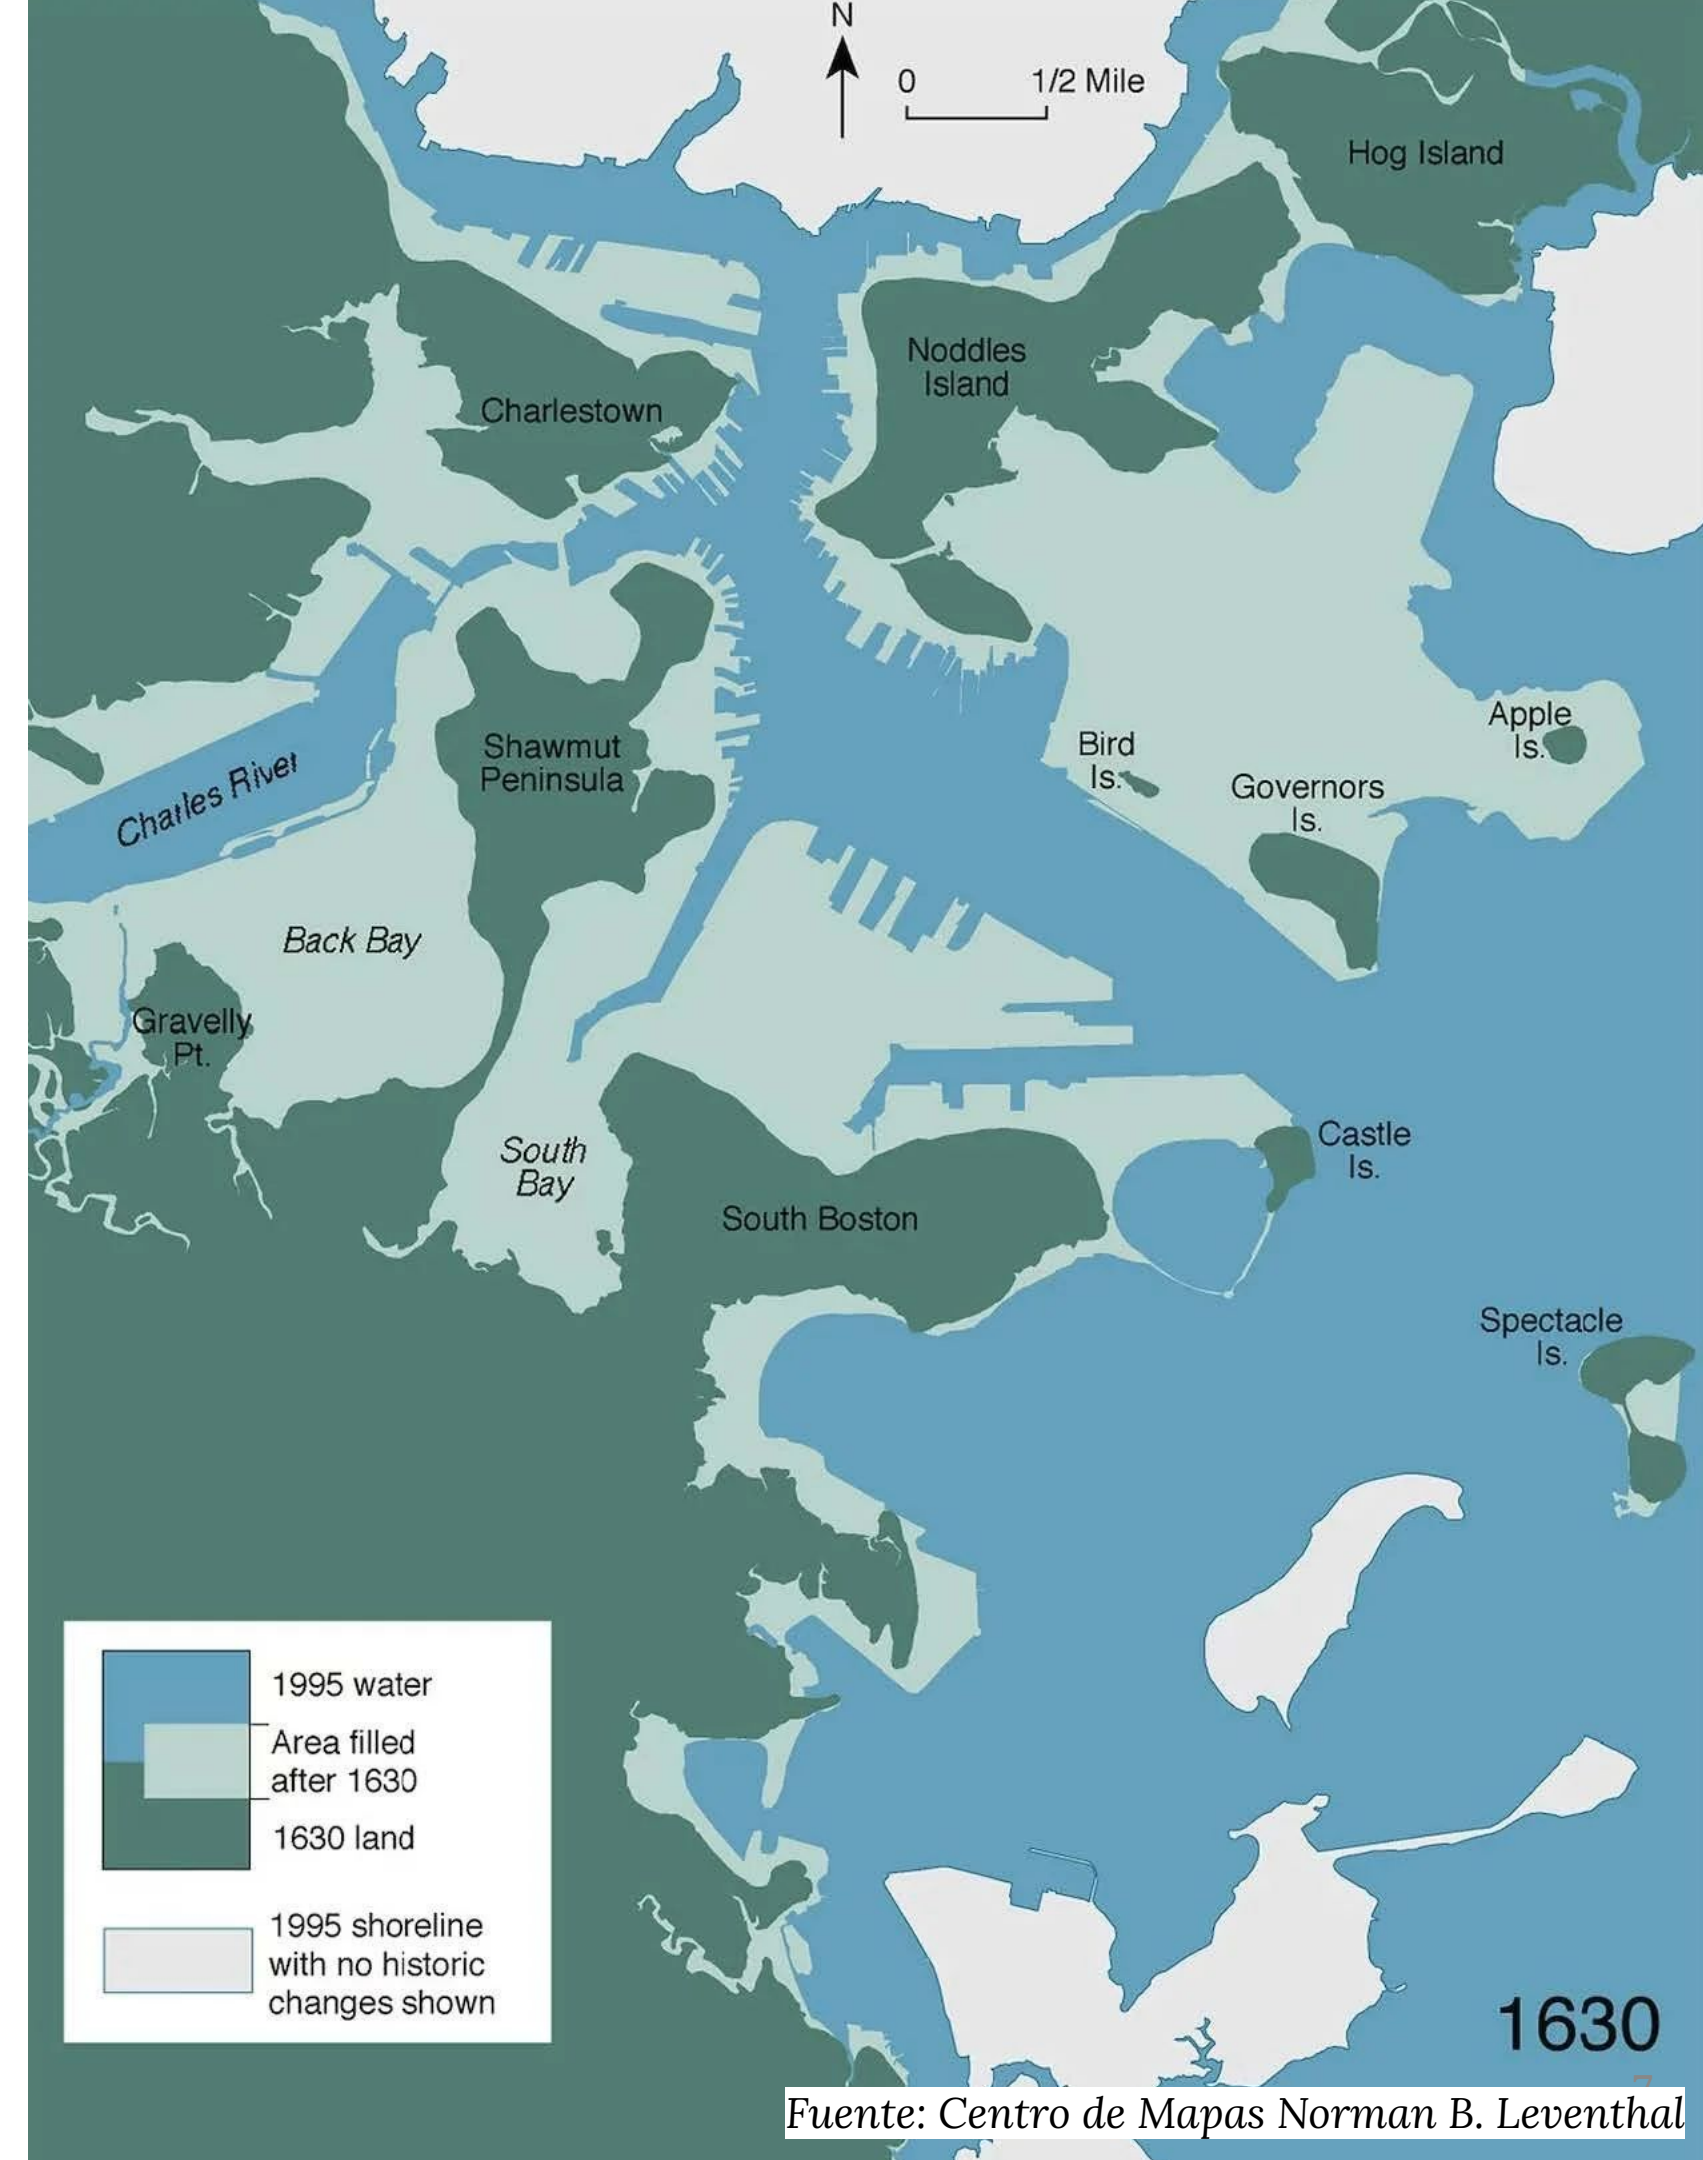 N
0 1/2 Mile
Hog Island
Noddles
Island
Charlestown
Apple
Is.
Shawmut
Peninsula
Bird
Is.
Governors
Is.
Charles River
Back Bay
Gravelly
Pt.
Castle
Is.
South
Bay
South Boston
Spectacle
Is.
1995 water
Area filled
after 1630
1630 land
1995 shoreline
with no historic
changes shown
1630
7
Fuente: Centro de Mapas Norman B. Leventhal